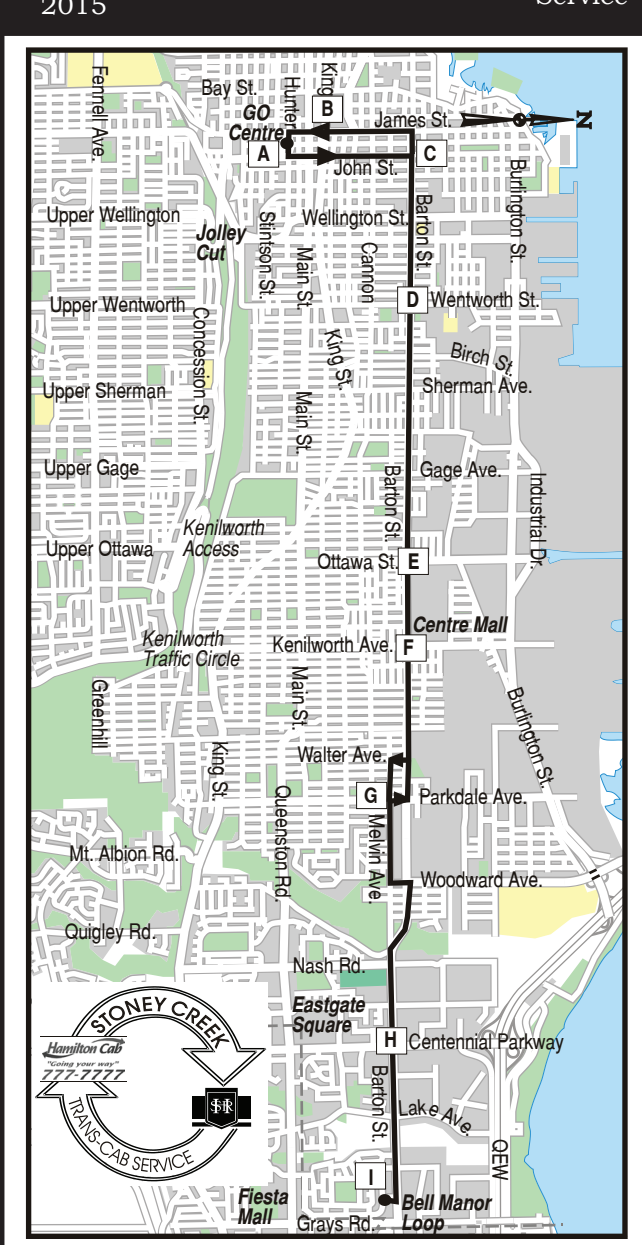 2015
Service
Fennell Ave.
Bay St.
Hunter
King
B
GO
Centre
James St.
N
A
C
John St.
Burlington St.
Upper Wellington
Jolley
Cut
Stintson St.
Wellington St.
Barton St.
Main St.
Cannon
Upper Wentworth
Concession St.
D
Wentworth St.
King St.
Birch St.
Upper Sherman
Sherman Ave.
Main St.
Upper Gage
Barton St.
Gage Ave.
Industrial Dr.
Kenilworth
Access
Upper Ottawa
Ottawa St.
E
Centre Mall
Kenilworth
Traffic Circle
Kenilworth Ave.
F
Greenhill
Main St.
Burlington St.
King St.
Walter Ave.
Queenston Rd.
G
Parkdale Ave.
Melvin Ave.
Mt. Albion Rd.
Woodward Ave.
Quigley Rd.
Nash Rd.
Eastgate
Square
STONEY CREEK
Hamilton Cab
"Going your way"
777-7777
HSR
TRANS-CAB SERVICE
H
Centennial Parkway
Barton St.
Lake Ave.
QEW
I
Fiesta
Mall
Bell Manor
Loop
Grays Rd.